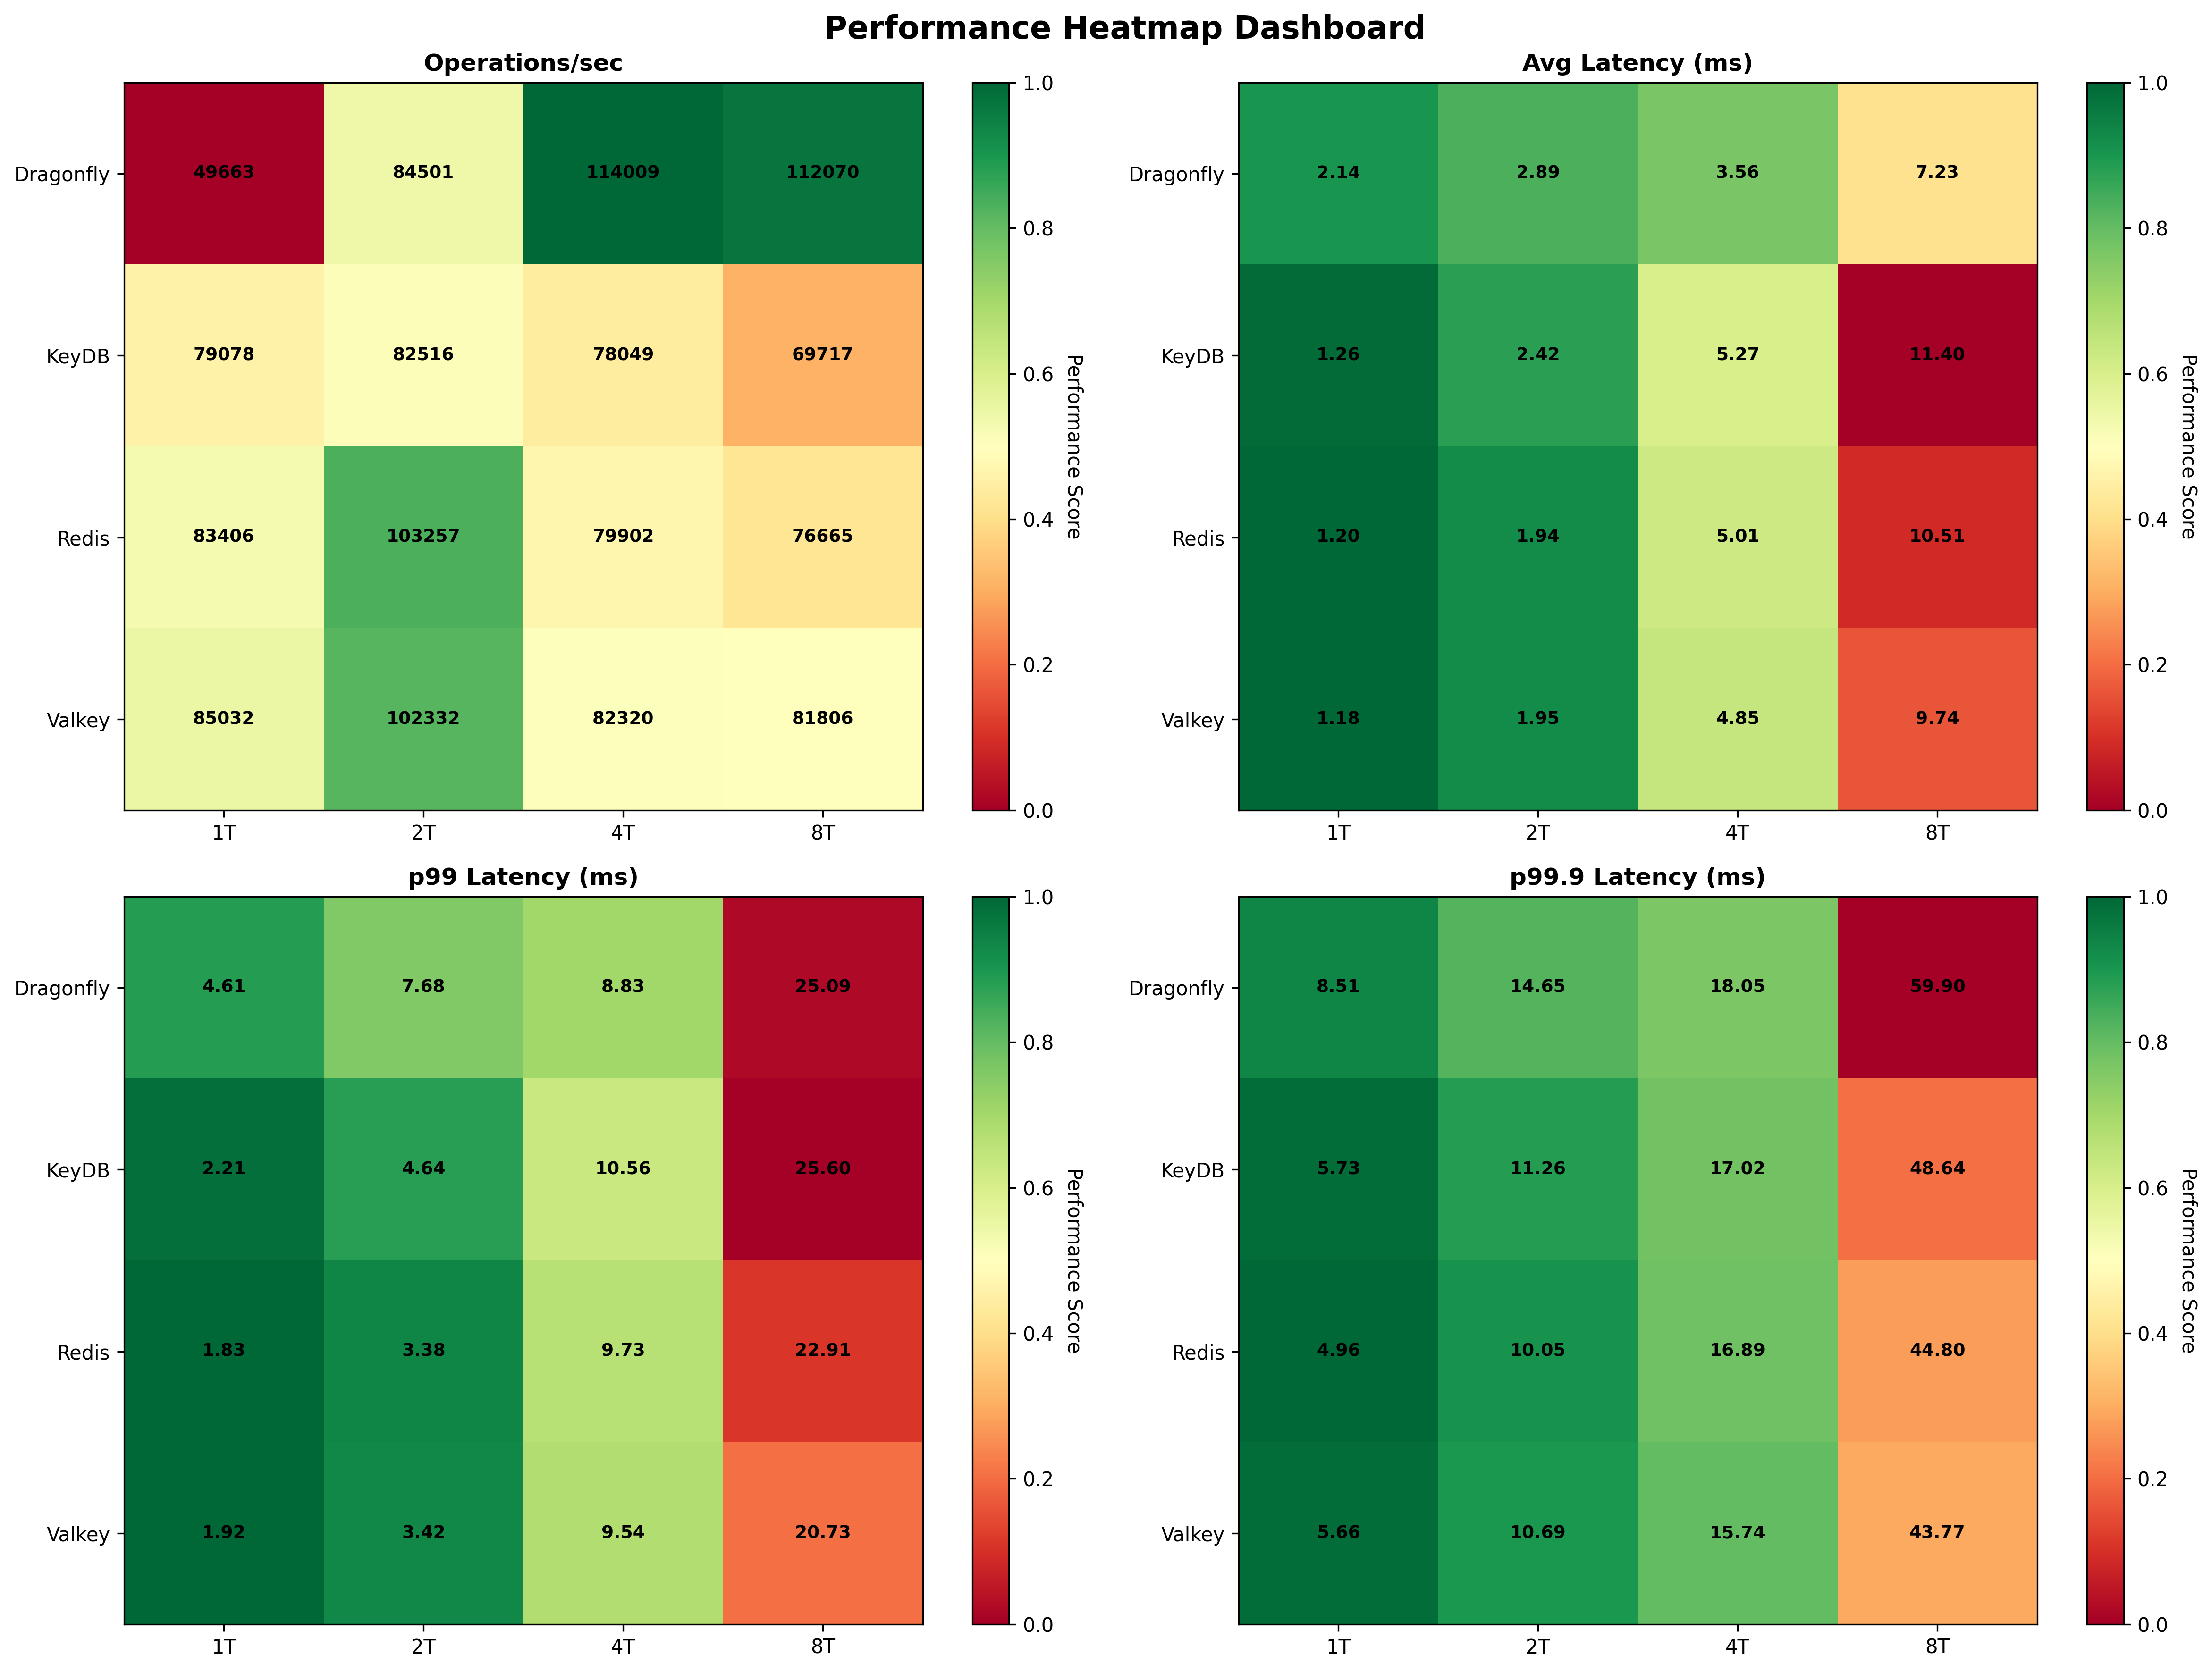 Performance Heatmap Dashboard
Operations/sec
Dragonfly 49663 84501 114009 112070
KeyDB 79078 82516 78049 69717
Redis 83406 103257 79902 76665
Valkey 85032 102332 82320 81806
1T 2T 4T 8T
1.0
0.8
0.6
0.4
0.2
0.0
Performance Score
Avg Latency (ms)
Dragonfly 2.14 2.89 3.56 7.23
KeyDB 1.26 2.42 5.27 11.40
Redis 1.20 1.94 5.01 10.51
Valkey 1.18 1.95 4.85 9.74
1T 2T 4T 8T
1.0
0.8
0.6
0.4
0.2
0.0
Performance Score
p99 Latency (ms)
Dragonfly 4.61 7.68 8.83 25.09
KeyDB 2.21 4.64 10.56 25.60
Redis 1.83 3.38 9.73 22.91
Valkey 1.92 3.42 9.54 20.73
1T 2T 4T 8T
1.0
0.8
0.6
0.4
0.2
0.0
Performance Score
p99.9 Latency (ms)
Dragonfly 8.51 14.65 18.05 59.90
KeyDB 5.73 11.26 17.02 48.64
Redis 4.96 10.05 16.89 44.80
Valkey 5.66 10.69 15.74 43.77
1T 2T 4T 8T
1.0
0.8
0.6
0.4
0.2
0.0
Performance Score